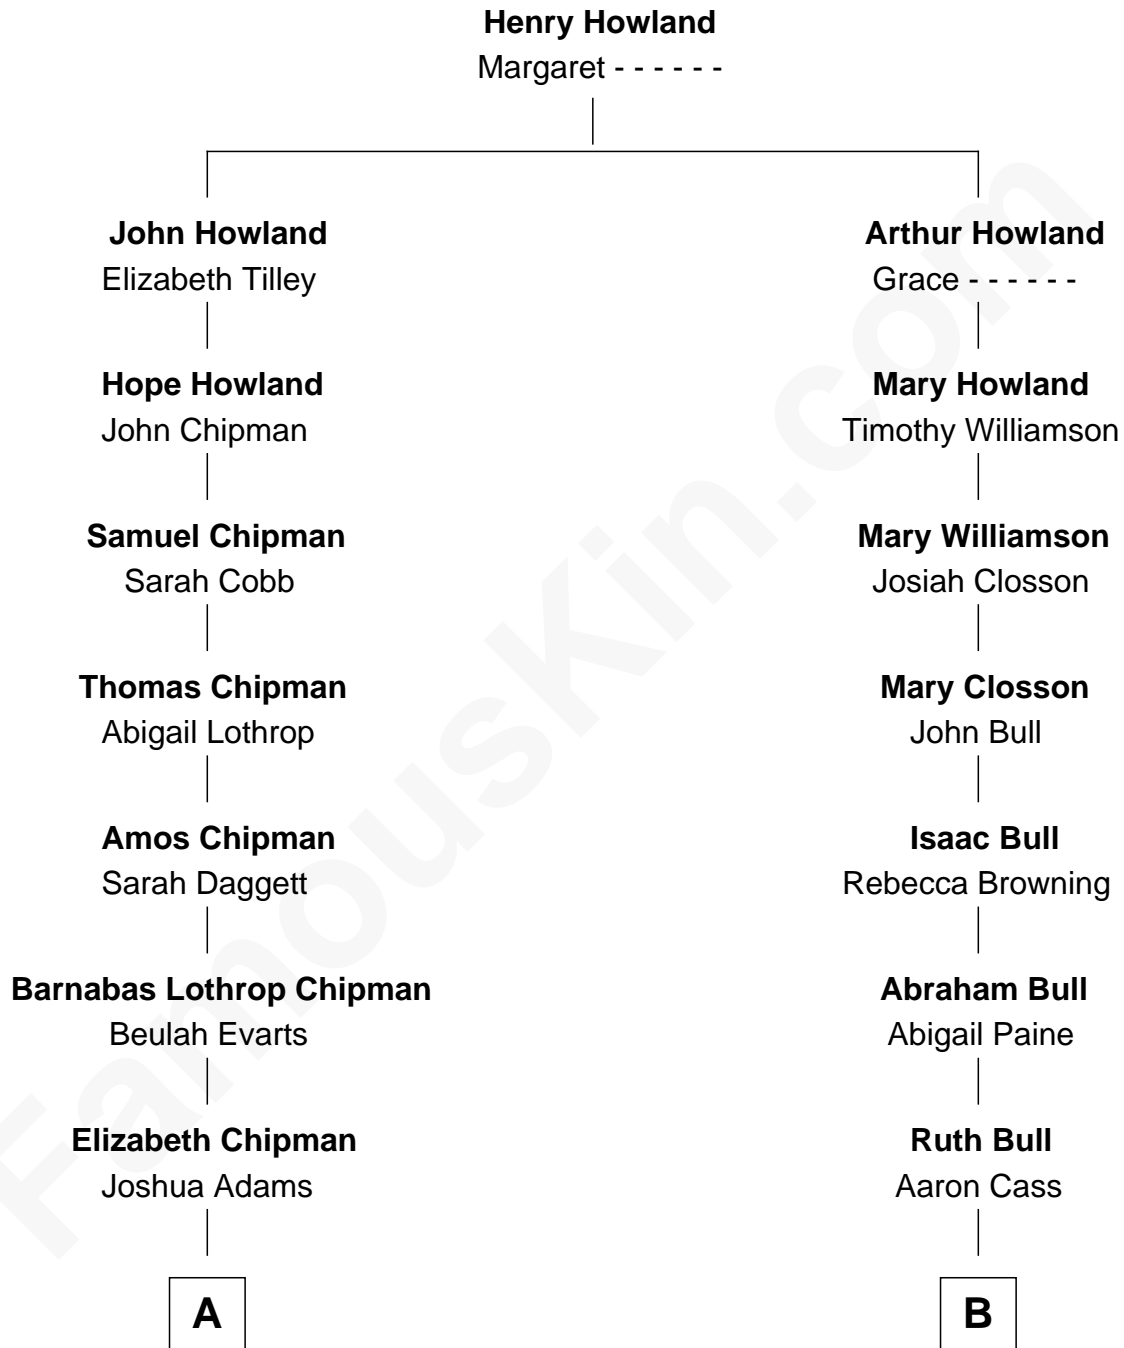 Henry Howland
Margaret - - - - - -
John Howland
Elizabeth Tilley
Hope Howland
John Chipman
Samuel Chipman
Sarah Cobb
Thomas Chipman
Abigail Lothrop
Amos Chipman
Sarah Daggett
Barnabas Lothrop Chipman
Beulah Evarts
Elizabeth Chipman
Joshua Adams
A
Arthur Howland
Grace - - - - - -
Mary Howland
Timothy Williamson
Mary Williamson
Josiah Closson
Mary Closson
John Bull
Isaac Bull
Rebecca Browning
Abraham Bull
Abigail Paine
Ruth Bull
Aaron Cass
B
FamousKin.com